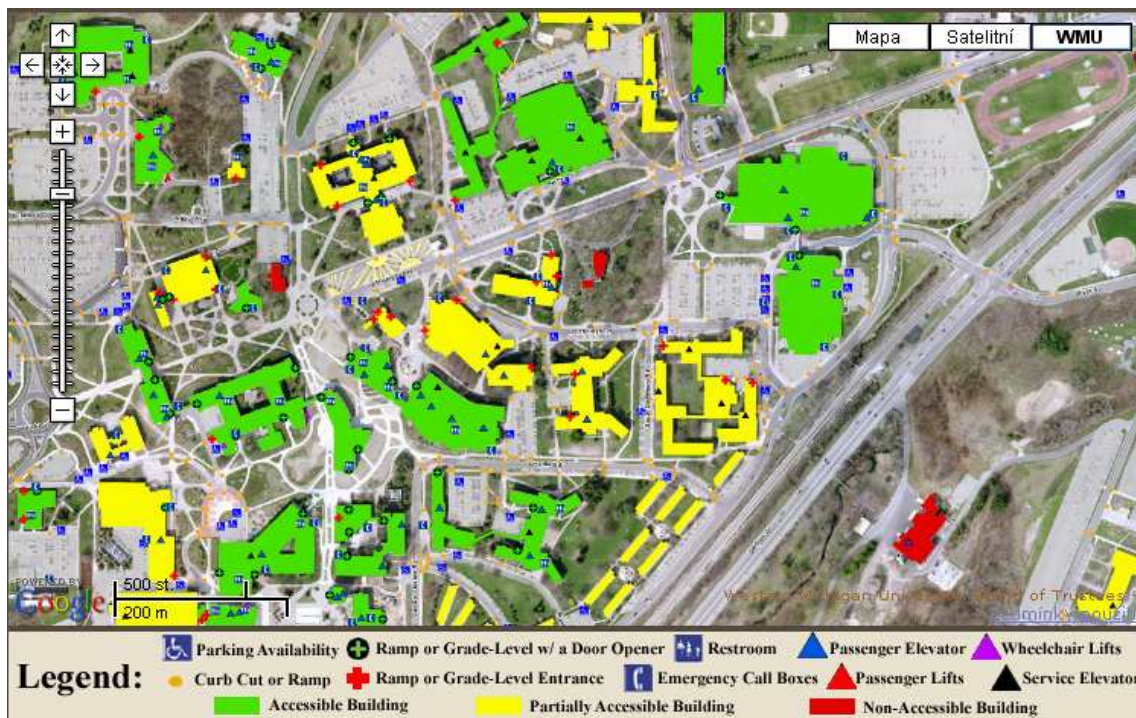 Mapa Satelitní WMU
POWERED BY
Google
500 st.
200 m
Legend:
Parking Availability Ramp or Grade-Level w/ a Door Opener Restroom Passenger Elevator Wheelchair Lifts
Curb Cut or Ramp Ramp or Grade-Level Entrance Emergency Call Boxes Passenger Lifts Service Elevator
Accessible Building Partially Accessible Building Non-Accessible Building